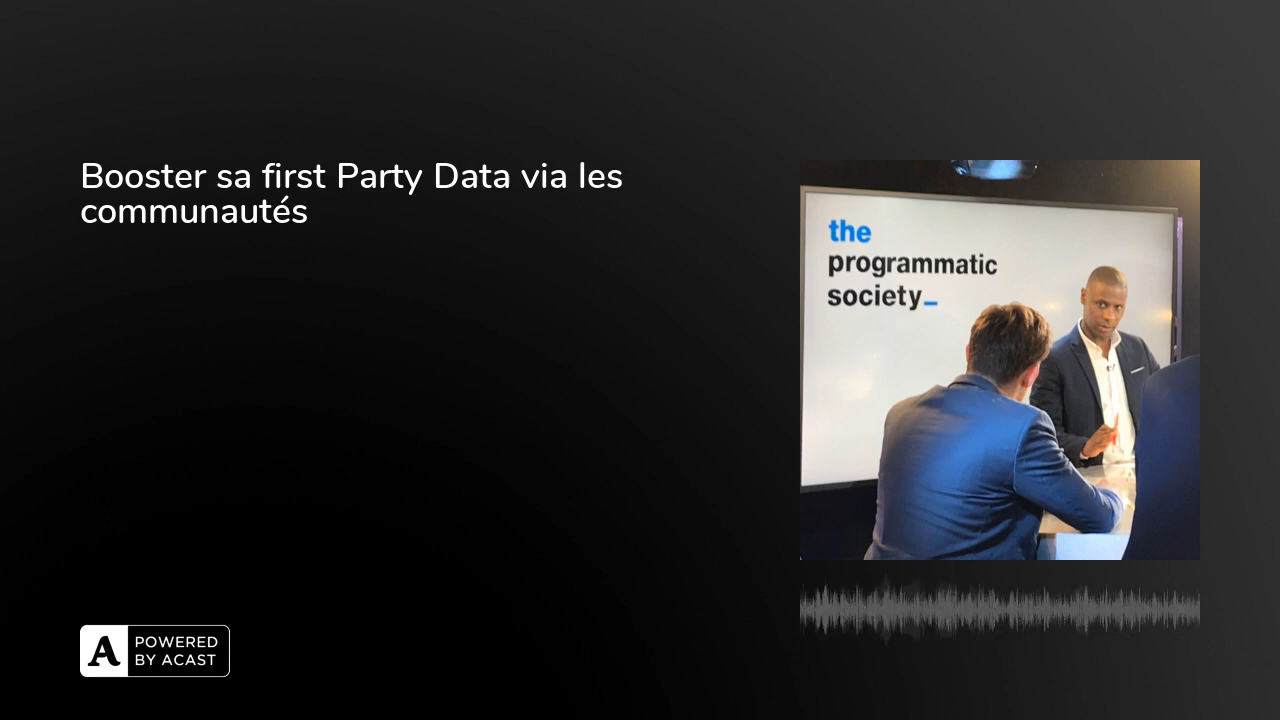 Booster sa first Party Data via les
communautés
the
programmatic
society_
A POWERED
BY ACAST